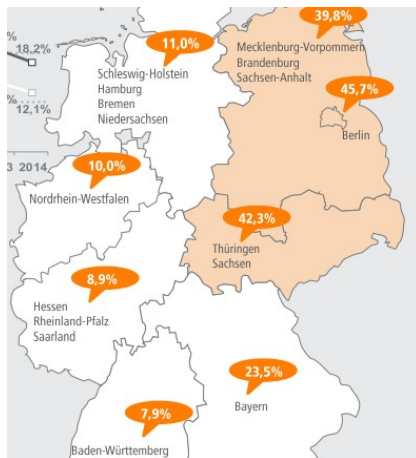 39,8%
11,0%
Mecklenburg-Vorpommern
Brandenburg
Sachsen-Anhalt
%
18,2%
Schleswig-Holstein
Hamburg
Bremen
Niedersachsen
45,7%
%
12,1%
Berlin
3 2014
10,0%
Nordrhein-Westfalen
42,3%
Thüringen
Sachsen
8,9%
Hessen
Rheinland-Pfalz
Saarland
23,5%
Bayern
7,9%
Baden-Württemberg